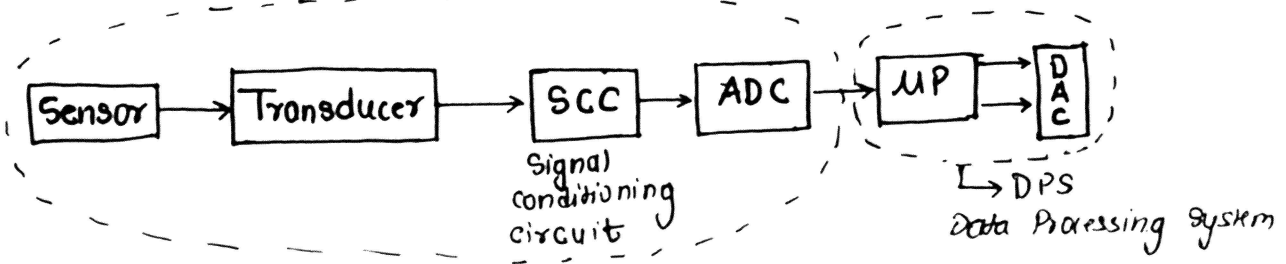 Sensor
Transducer
SCC
ADC
μP
D
A
C
Signal
conditioning
circuit
DPS
Data Processing System